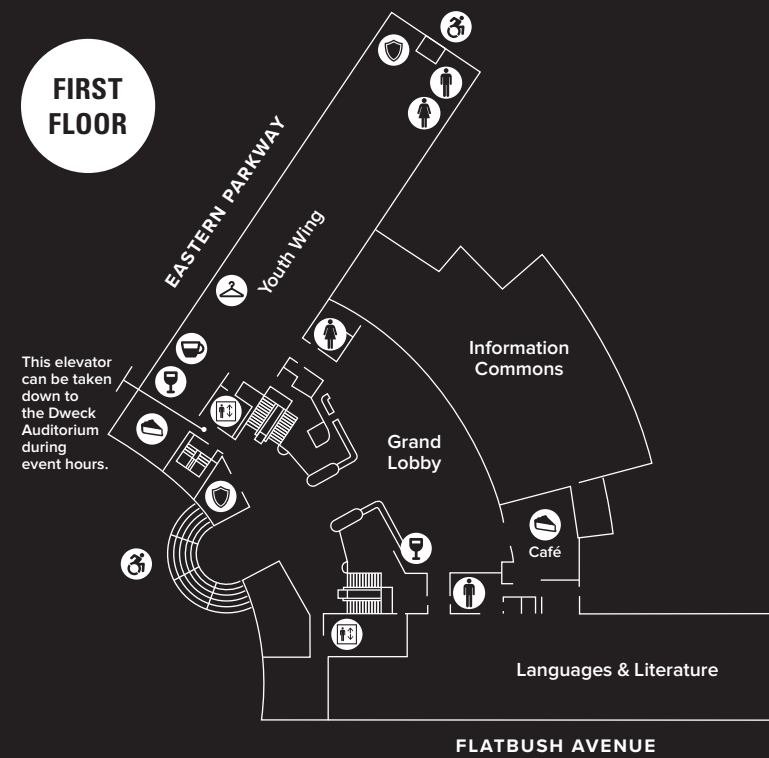 FIRST
FLOOR
EASTERN PARKWAY
Youth Wing
This elevator
can be taken
down to
the Dweck
Auditorium
during
event hours.
Information
Commons
Grand
Lobby
Café
Languages & Literature
FLATBUSH AVENUE